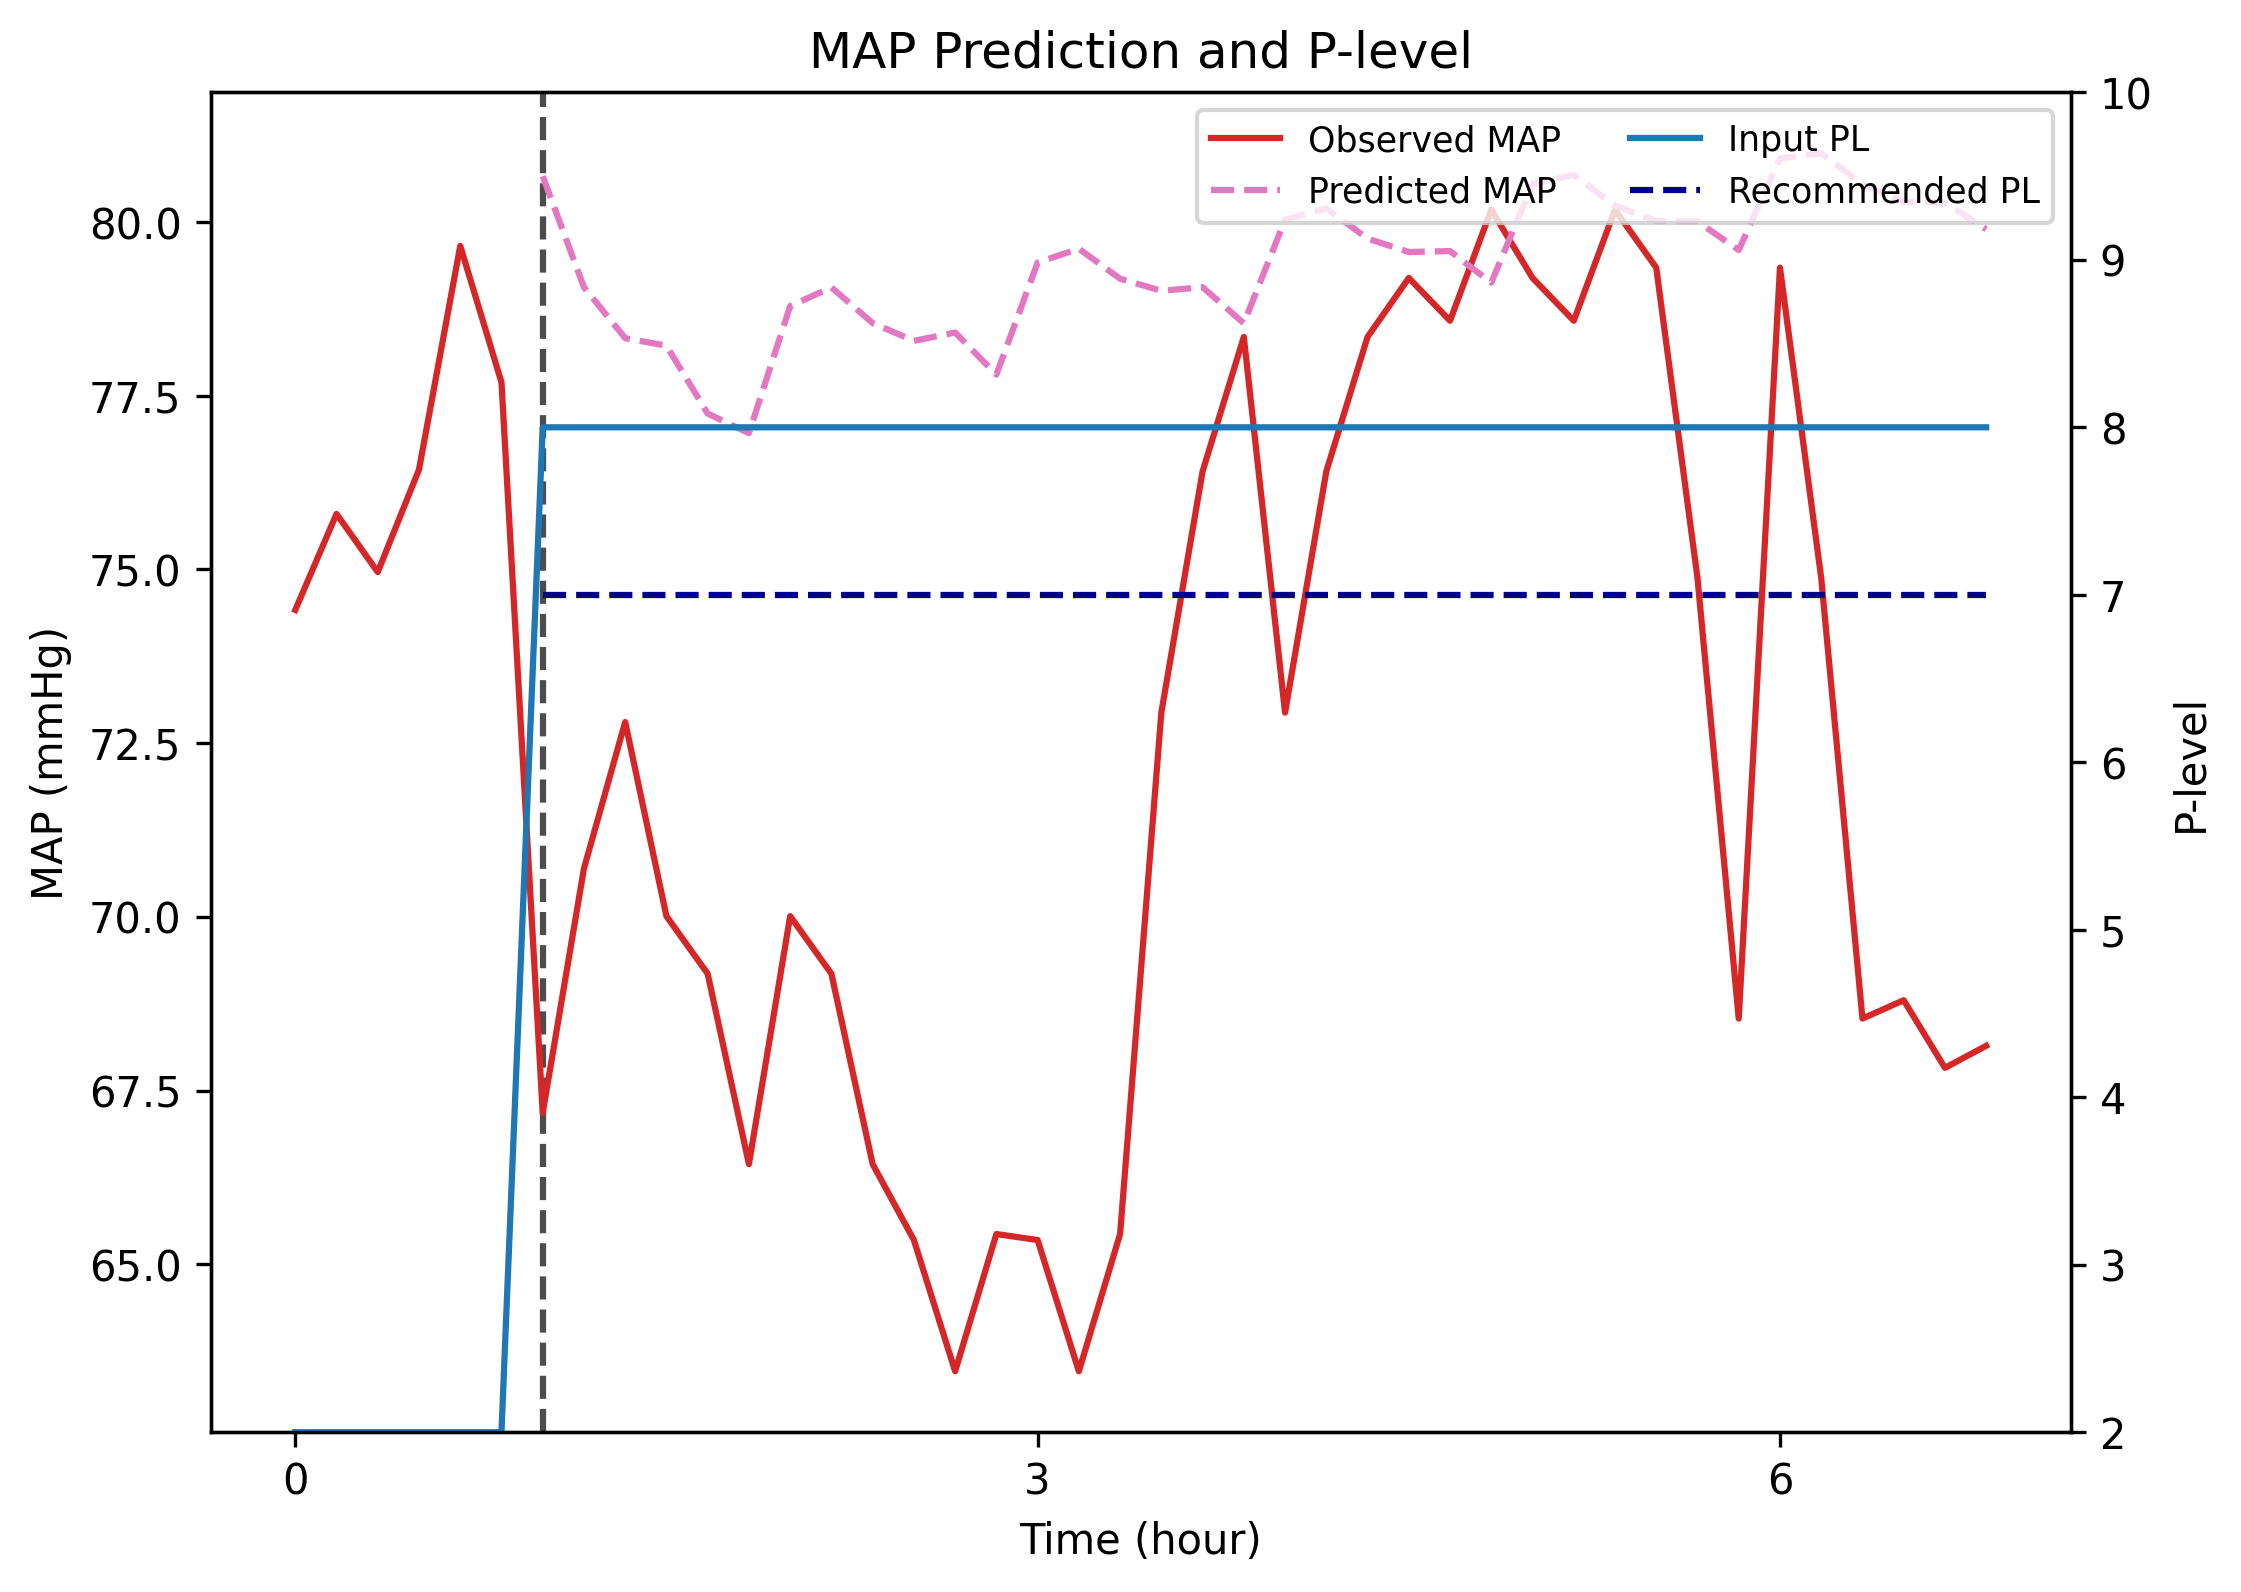 MAP Prediction and P-level
Observed MAP
Predicted MAP
Input PL
Recommended PL
MAP (mmHg)
80.0
77.5
75.0
72.5
70.0
67.5
65.0
10
9
8
7
6
5
4
3
2
P-level
0 3 6
Time (hour)